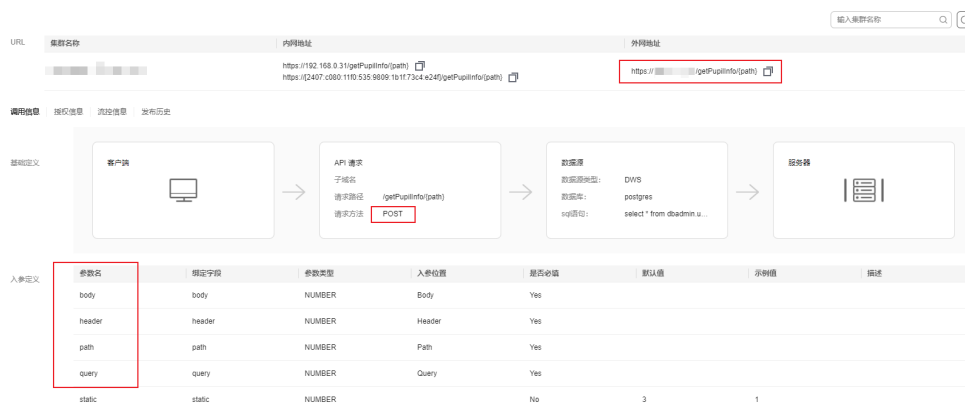 输入集群名称
URL 集群名称 内网地址 外网地址
https://192.168.0.31/getPupilInfo/{path}
https://[2407:c080:11f0:535:9809:1b1f:73c4:e24f]/getPupilInfo/{path}
https:// /getPupilInfo/{path}
调用信息 授权信息 流控信息 发布历史
基础定义
客户端
API 请求
子域名
请求路径 /getPupilInfo/{path}
请求方法 POST
数据源
数据源类型: DWS
数据库: postgres
sql语句: select * from dbadmin.u...
服务器
入参定义
参数名 绑定字段 参数类型 入参位置 是否必填 默认值 示例值 描述
body body NUMBER Body Yes
header header NUMBER Header Yes
path path NUMBER Path Yes
query query NUMBER Query Yes
static static NUMBER No 3 1